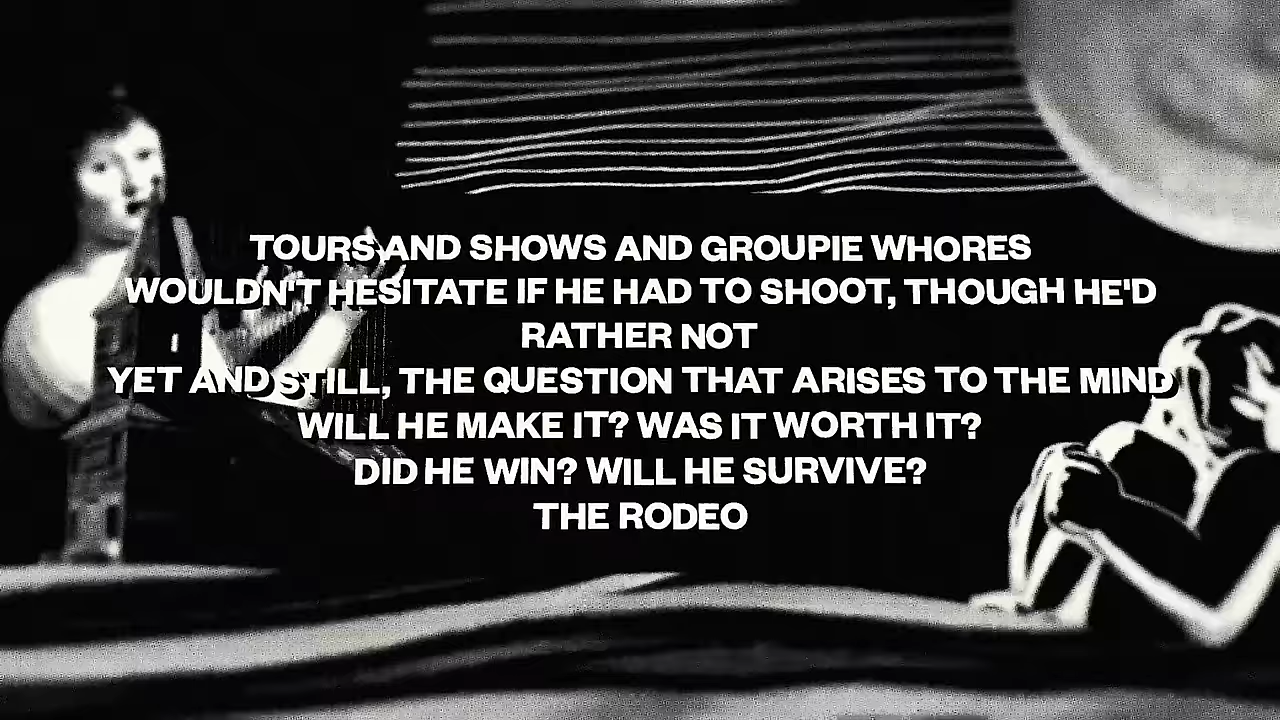 TOURS AND SHOWS AND GROUPIE WHORES
WOULDN'T HESITATE IF HE HAD TO SHOOT, THOUGH HE'D
RATHER NOT
YET AND STILL, THE QUESTION THAT ARISES TO THE MIND
WILL HE MAKE IT? WAS IT WORTH IT?
DID HE WIN? WILL HE SURVIVE?
THE RODEO